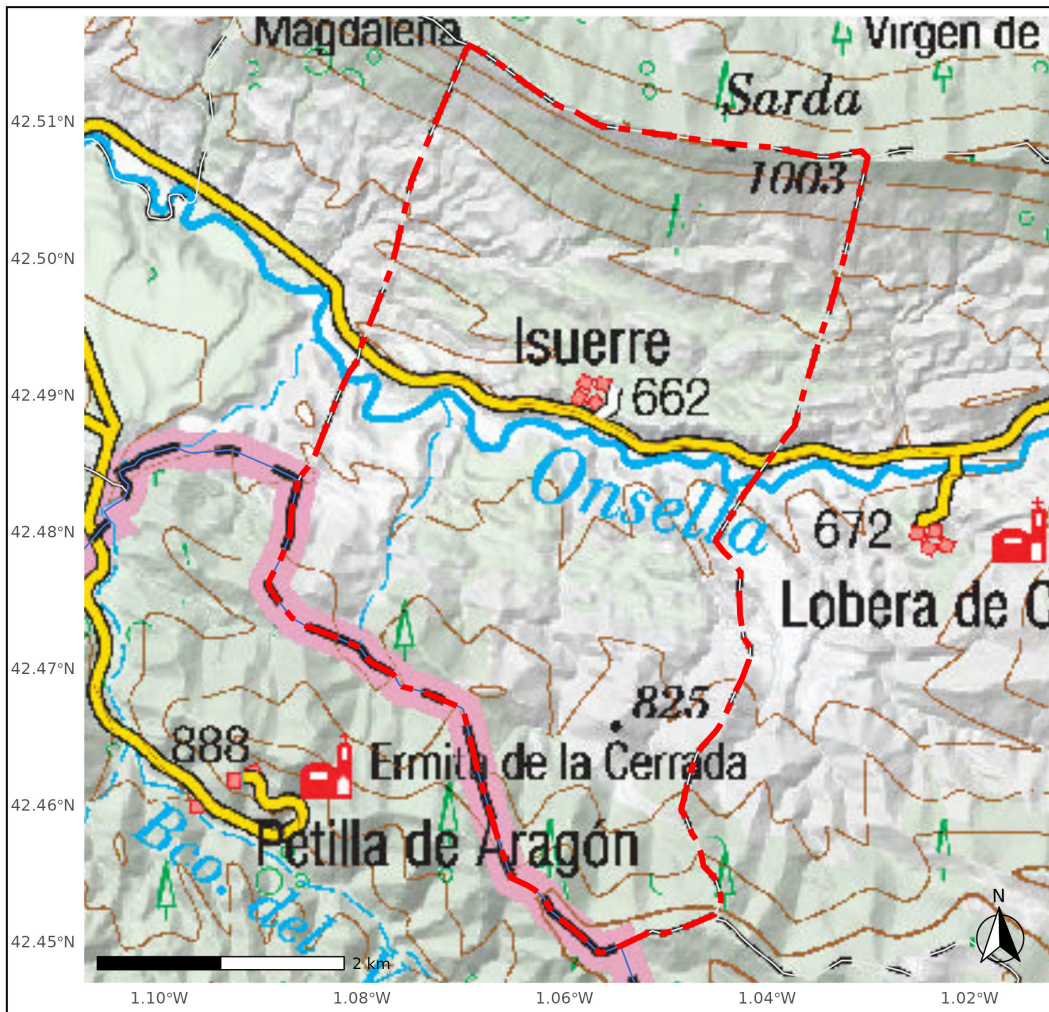 Magdalena
Virgen de
Sarda
1003
42.51°N
42.50°N
Isuerre
662
42.49°N
Onsella
672
42.48°N
Lobera de
42.47°N
825
888
Ermita de la Cerrada
42.46°N
Petilla de Aragón
Bco. del
N
42.45°N
2 km
1.10°W
1.08°W
1.06°W
1.04°W
1.02°W